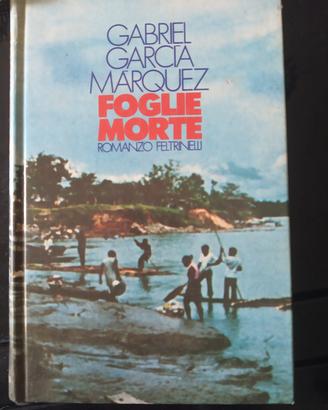 GABRIEL
GARCÍA
MÁRQUEZ
FOGLIE
MORTE
ROMANZO FELTRINELLI